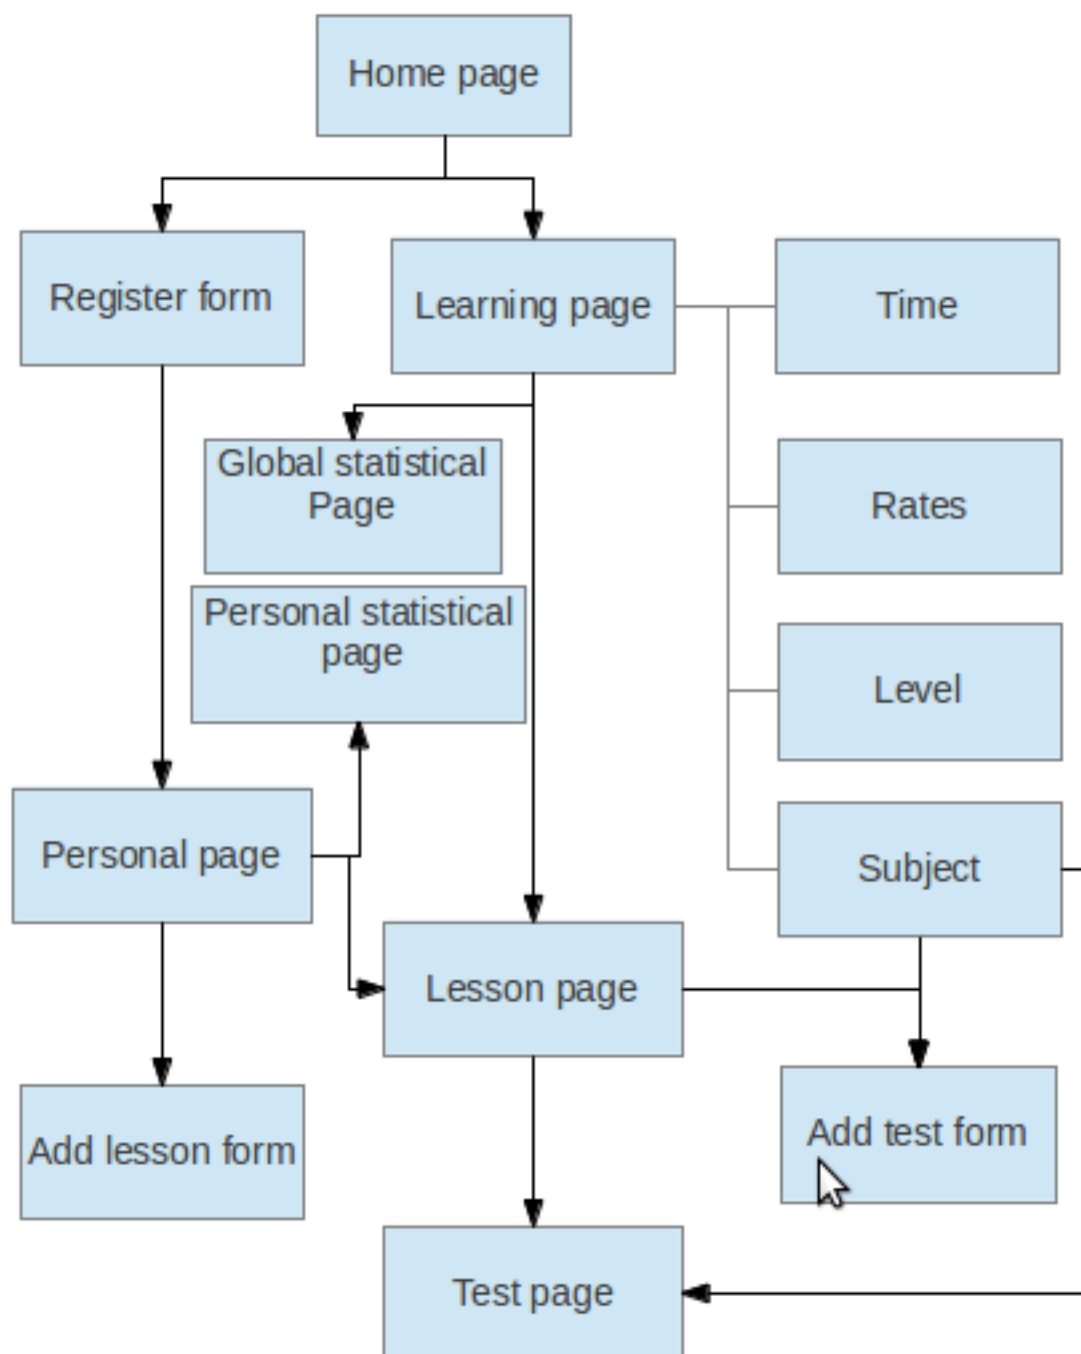 Home page
Register form
Learning page
Time
Global statistical
Page
Rates
Personal statistical
page
Level
Personal page
Subject
Lesson page
Add lesson form
Add test form
Test page